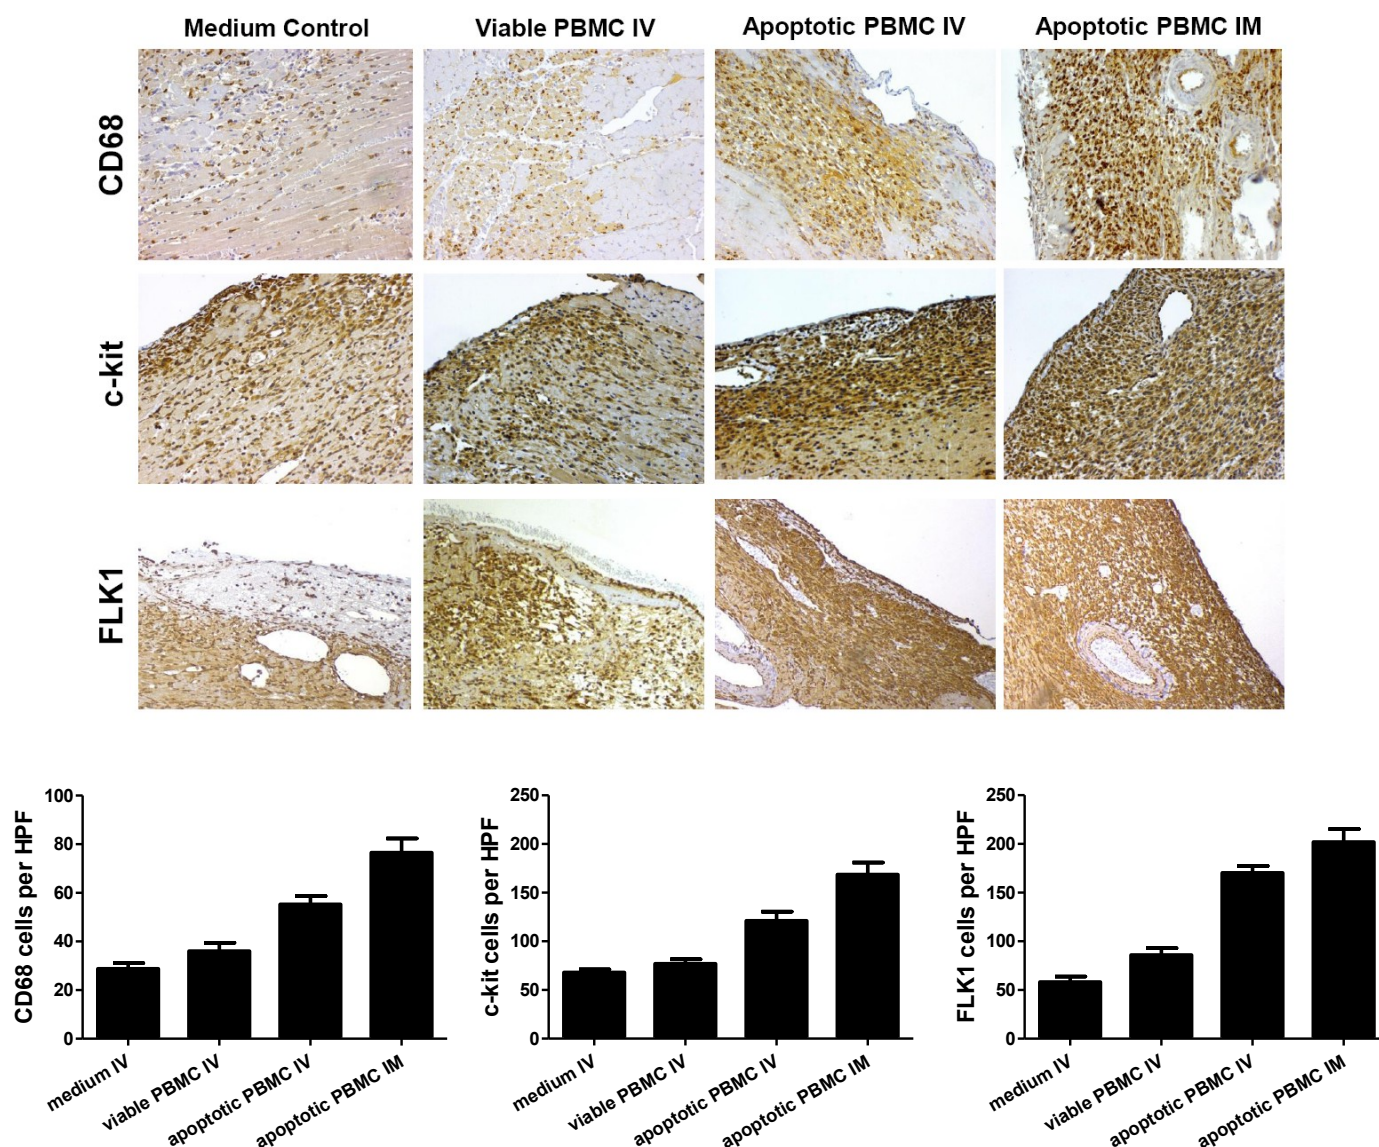 Medium Control
Viable PBMC IV
Apoptotic PBMC IV
Apoptotic PBMC IM
CD68
c-kit
FLK1
CD68 cells per HPF
100
80
60
40
20
0
medium IV
viable PBMC IV
apoptotic PBMC IV
apoptotic PBMC IM
c-kit cells per HPF
250
200
150
100
50
0
medium IV
viable PBMC IV
apoptotic PBMC IV
apoptotic PBMC IM
FLK1 cells per HPF
250
200
150
100
50
0
medium IV
viable PBMC IV
apoptotic PBMC IV
apoptotic PBMC IM